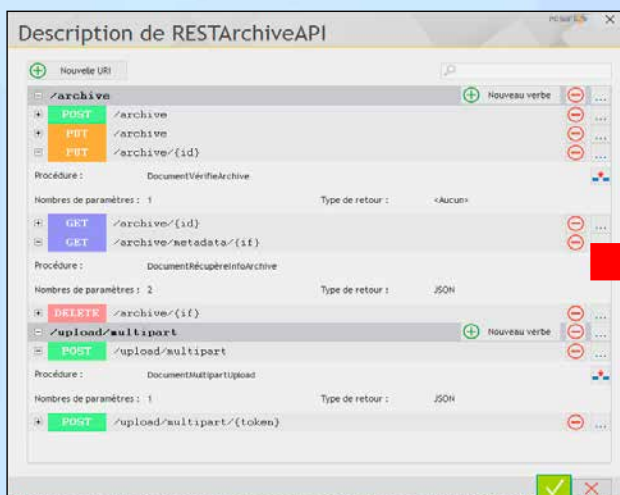 Description de RESTArchiveAPI
Nouvelle URI
/archive Nouveau verbe ...
POST /archive ...
PUT /archive ...
PUT /archive/{id} ...
Procédure : DocumentVérifieArchive
Nombres de paramètres : 1 Type de retour : <Aucun>
GET /archive/{id} ...
GET /archive/metadata/{if} ...
Procédure : DocumentRécupèreInfoArchive
Nombres de paramètres : 2 Type de retour : JSON
DELETE /archive/{if} ...
/upload/multipart Nouveau verbe ...
POST /upload/multipart ...
Procédure : DocumentMultipartUpload
Nombres de paramètres : 1 Type de retour : JSON
POST /upload/multipart/{token} ...